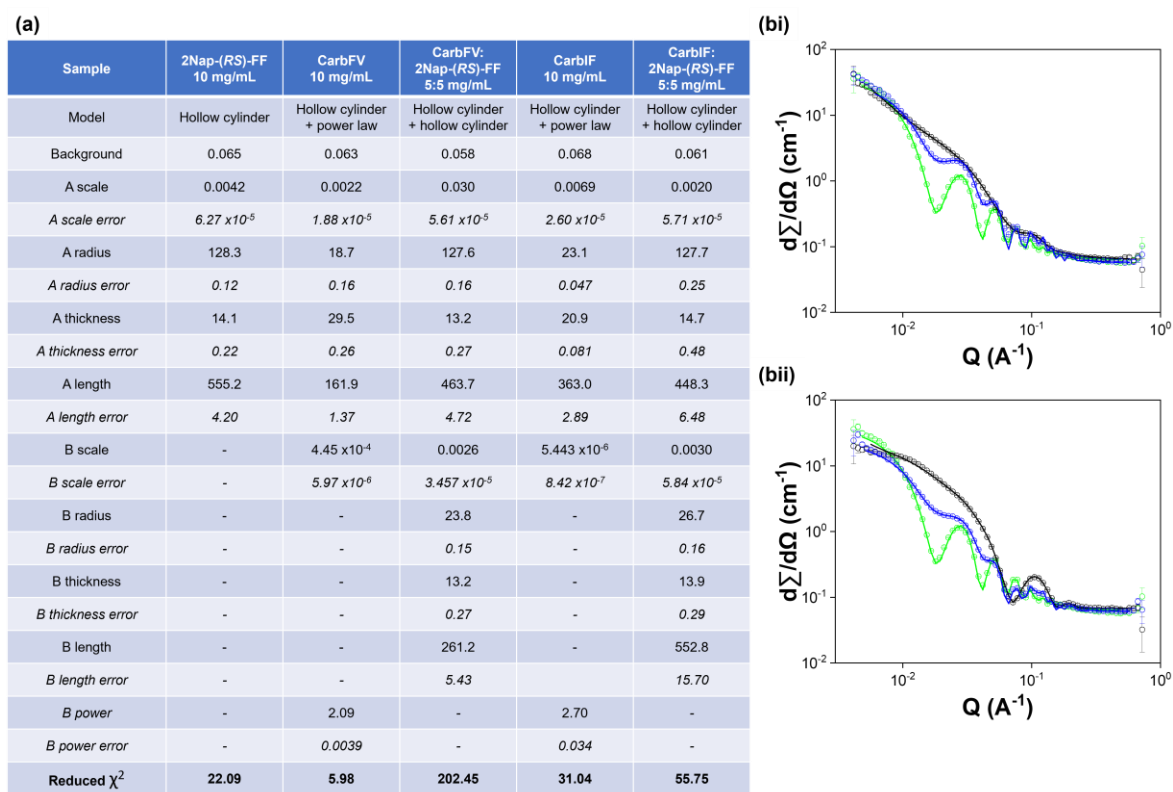 (a)
Sample | 2Nap-(RS)-FF 10 mg/mL | CarbFV 10 mg/mL | CarbFV: 2Nap-(RS)-FF 5:5 mg/mL | CarbIF 10 mg/mL | CarbIF: 2Nap-(RS)-FF 5:5 mg/mL
Model | Hollow cylinder | Hollow cylinder + power law | Hollow cylinder + hollow cylinder | Hollow cylinder + power law | Hollow cylinder + hollow cylinder
Background | 0.065 | 0.063 | 0.058 | 0.068 | 0.061
A scale | 0.0042 | 0.0022 | 0.030 | 0.0069 | 0.0020
A scale error | 6.27 x10⁻⁵ | 1.88 x10⁻⁵ | 5.61 x10⁻⁵ | 2.60 x10⁻⁵ | 5.71 x10⁻⁵
A radius | 128.3 | 18.7 | 127.6 | 23.1 | 127.7
A radius error | 0.12 | 0.16 | 0.16 | 0.047 | 0.25
A thickness | 14.1 | 29.5 | 13.2 | 20.9 | 14.7
A thickness error | 0.22 | 0.26 | 0.27 | 0.081 | 0.48
A length | 555.2 | 161.9 | 463.7 | 363.0 | 448.3
A length error | 4.20 | 1.37 | 4.72 | 2.89 | 6.48
B scale | - | 4.45 x10⁻⁴ | 0.0026 | 5.443 x10⁻⁶ | 0.0030
B scale error | - | 5.97 x10⁻⁶ | 3.457 x10⁻⁵ | 8.42 x10⁻⁷ | 5.84 x10⁻⁵
B radius | - | - | 23.8 | - | 26.7
B radius error | - | - | 0.15 | - | 0.16
B thickness | - | - | 13.2 | - | 13.9
B thickness error | - | - | 0.27 | - | 0.29
B length | - | - | 261.2 | - | 552.8
B length error | - | - | 5.43 | | 15.70
B power | - | 2.09 | - | 2.70 | -
B power error | - | 0.0039 | - | 0.034 | -
Reduced χ² | 22.09 | 5.98 | 202.45 | 31.04 | 55.75
(bi)
dΣ/dΩ (cm⁻¹)
10²
10¹
10⁰
10⁻¹
10⁻²
10⁻² 10⁻¹ 10⁰
Q (A⁻¹)
(bii)
dΣ/dΩ (cm⁻¹)
10²
10¹
10⁰
10⁻¹
10⁻²
10⁻² 10⁻¹ 10⁰
Q (A⁻¹)